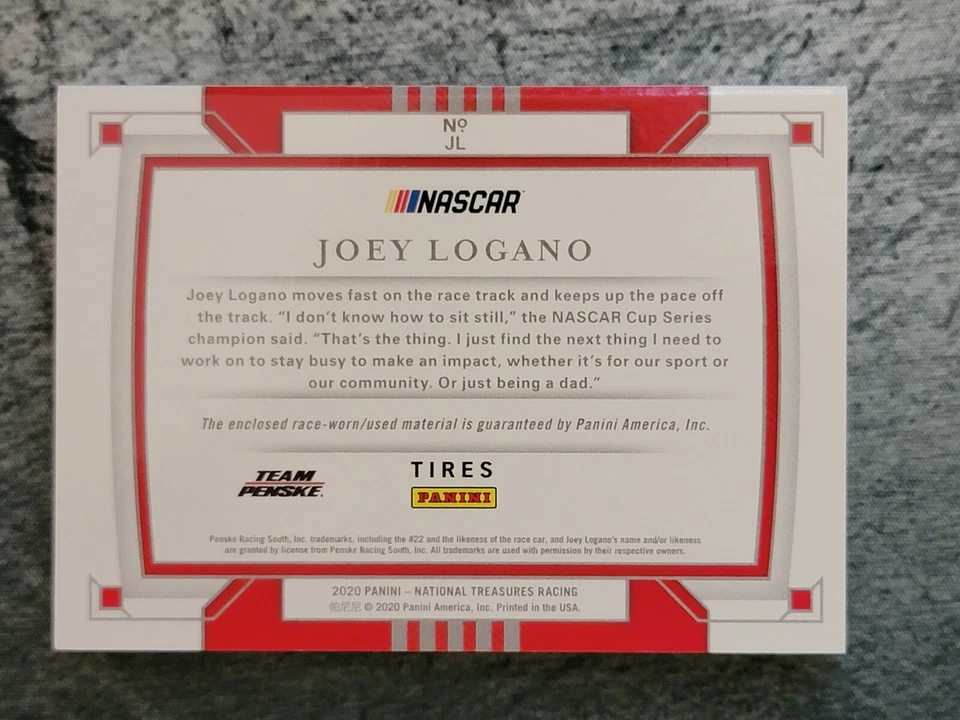 Nº
JL
NASCAR
JOEY LOGANO
Joey Logano moves fast on the race track and keeps up the pace off
the track. “I don’t know how to sit still,” the NASCAR Cup Series
champion said. “That’s the thing. I just find the next thing I need to
work on to stay busy to make an impact, whether it’s for our sport or
our community. Or just being a dad.”
The enclosed race-worn/used material is guaranteed by Panini America, Inc.
TEAM
PENSKE.
TIRES
PANINI
Penske Racing South, Inc. trademarks, including the #22 and the likeness of the race car, and Joey Logano's name and/or likeness
are granted by license from Penske Racing South, Inc. All trademarks are used with permission by their respective owners.
2020 PANINI – NATIONAL TREASURES RACING
帕尼尼 © 2020 Panini America, Inc. Printed in the USA.